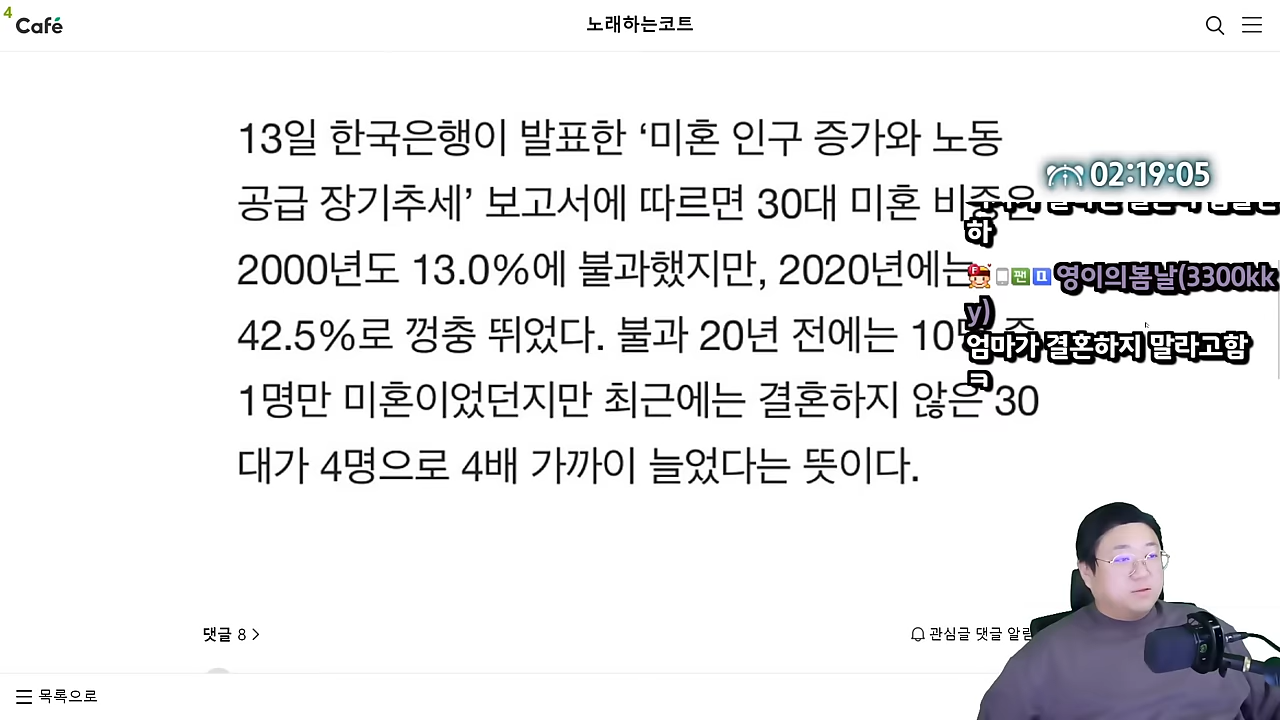 4
Café
노래하는코트
13일 한국은행이 발표한 ‘미혼 인구 증가와 노동
공급 장기추세’ 보고서에 따르면 30대 미혼 비중은
2000년도 13.0%에 불과했지만, 2020년에는
42.5%로 껑충 뛰었다. 불과 20년 전에는 10명 중
1명만 미혼이었던지만 최근에는 결혼하지 않은 30
대가 4명으로 4배 가까이 늘었다는 뜻이다.
02:19:05
하
영이의봄날(3300kk
y)
엄마가 결혼하지 말라고함
ㅋ
댓글 8
관심글 댓글 알림
목록으로